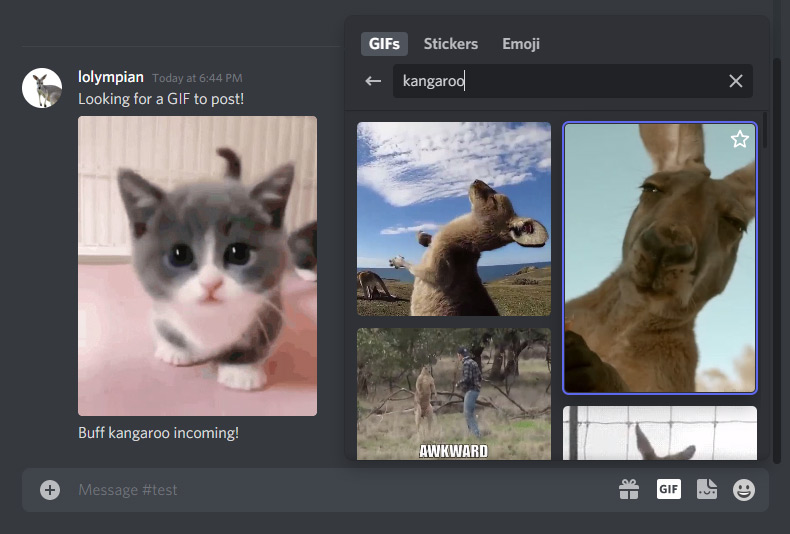 GIFs Stickers Emoji
kangaroo
lolympian Today at 6:44 PM
Looking for a GIF to post!
Buff kangaroo incoming!
AWKWARD
Message #test
GIF